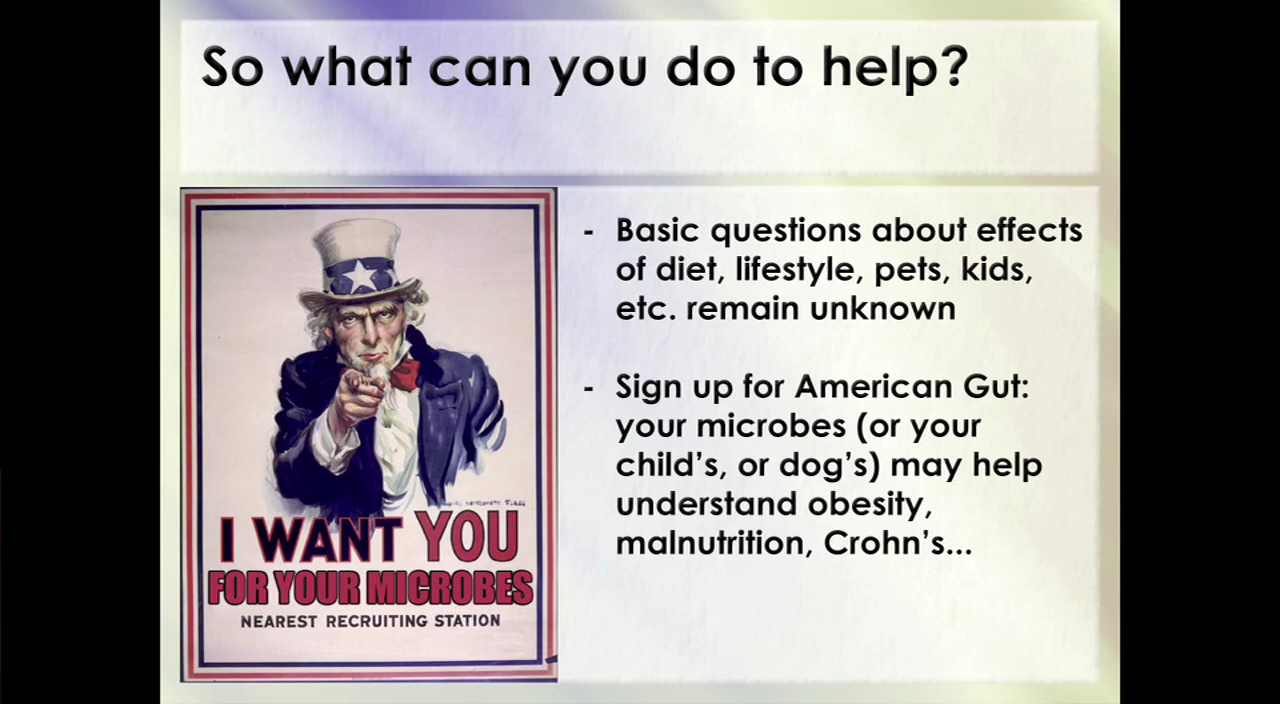 So what can you do to help?
I WANT YOU
FOR YOUR MICROBES
NEAREST RECRUITING STATION
- Basic questions about effects
of diet, lifestyle, pets, kids,
etc. remain unknown
- Sign up for American Gut:
your microbes (or your
child's, or dog's) may help
understand obesity,
malnutrition, Crohn's...